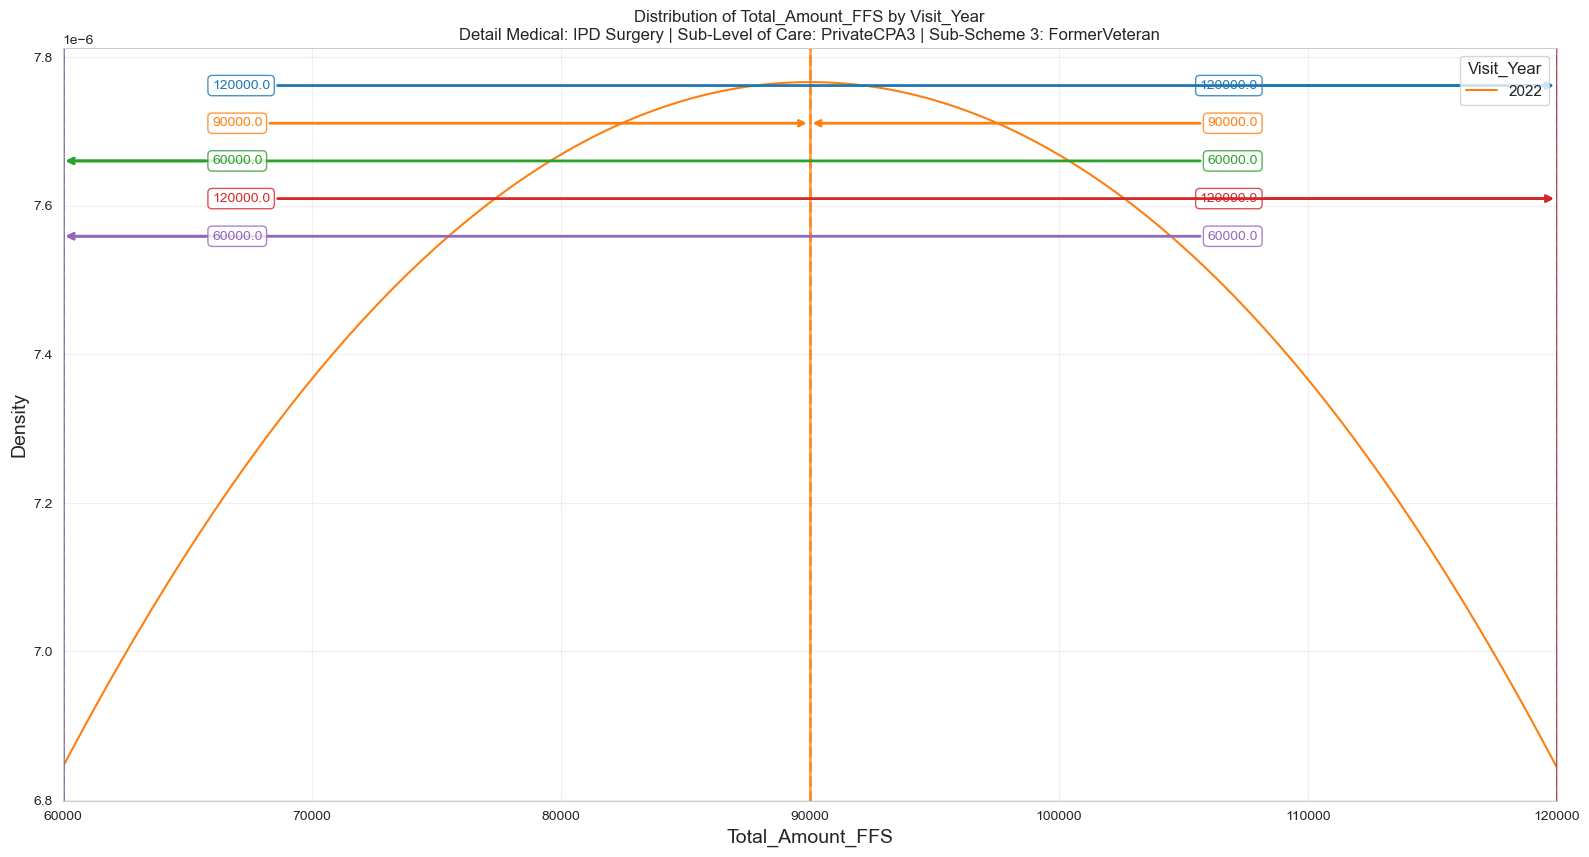 Distribution of Total_Amount_FFS by Visit_Year
Detail Medical: IPD Surgery | Sub-Level of Care: PrivateCPA3 | Sub-Scheme 3: FormerVeteran
1e−6
7.8
7.6
7.4
7.2
7.0
6.8
Density
120000.0 120000.0
90000.0 90000.0
60000.0 60000.0
120000.0 120000.0
60000.0 60000.0
Visit_Year
2022
60000 70000 80000 90000 100000 110000 120000
Total_Amount_FFS